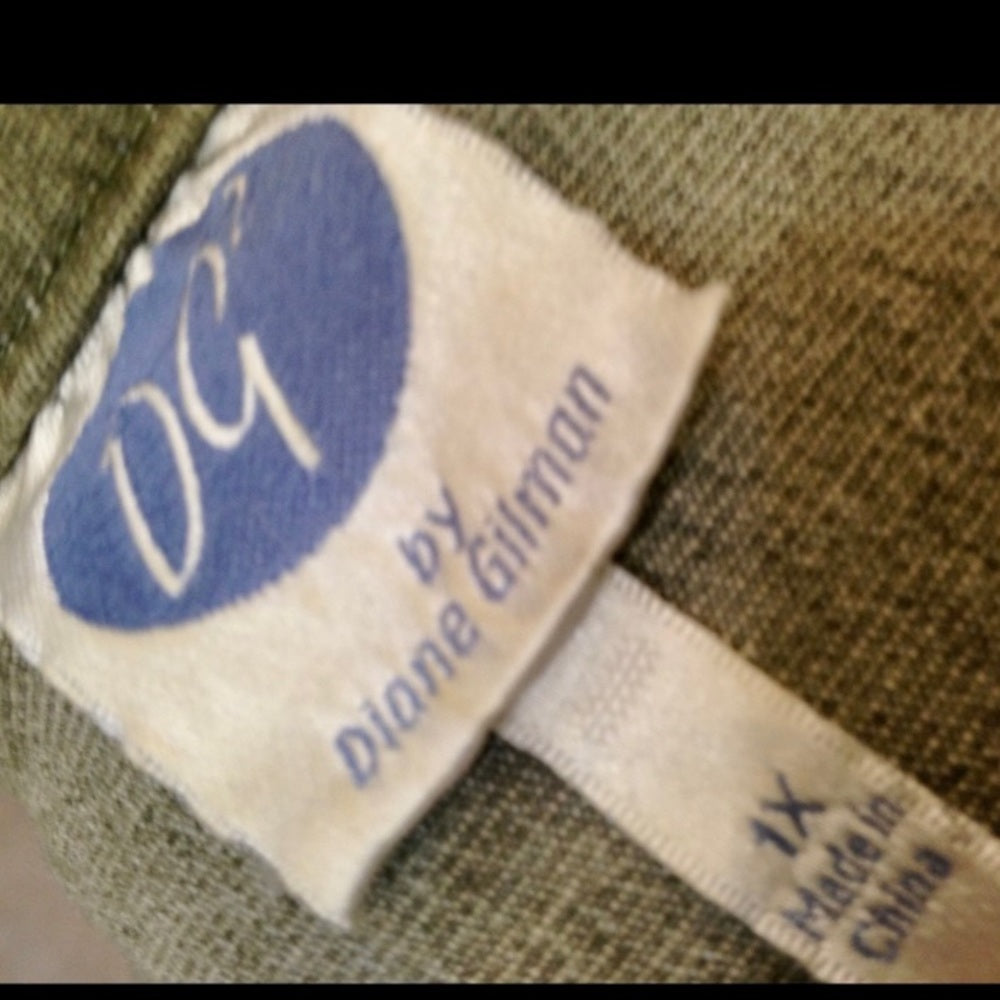 DG2
by
Diane Gilman
1X
Made in
China